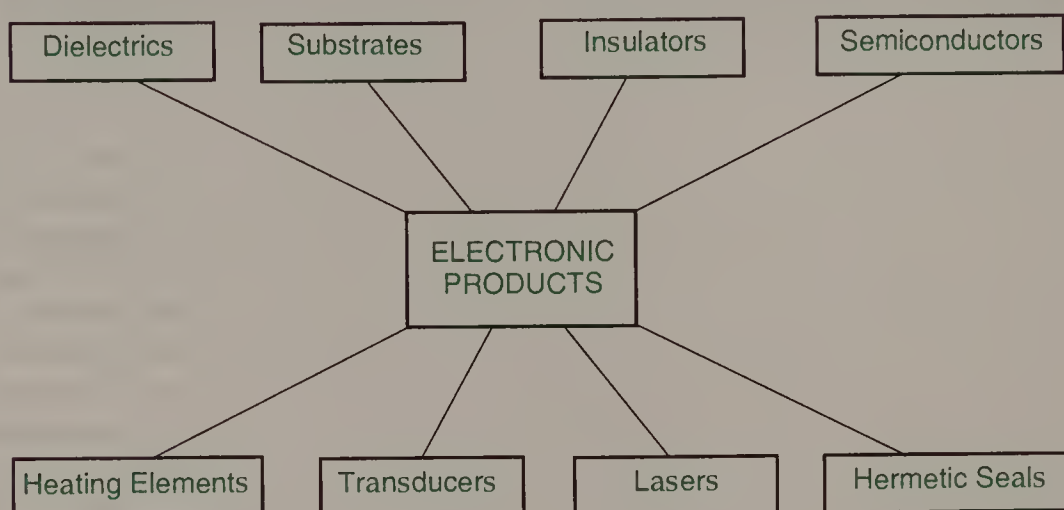 Dielectrics
Substrates
Insulators
Semiconductors
ELECTRONIC
PRODUCTS
Heating Elements
Transducers
Lasers
Hermetic Seals